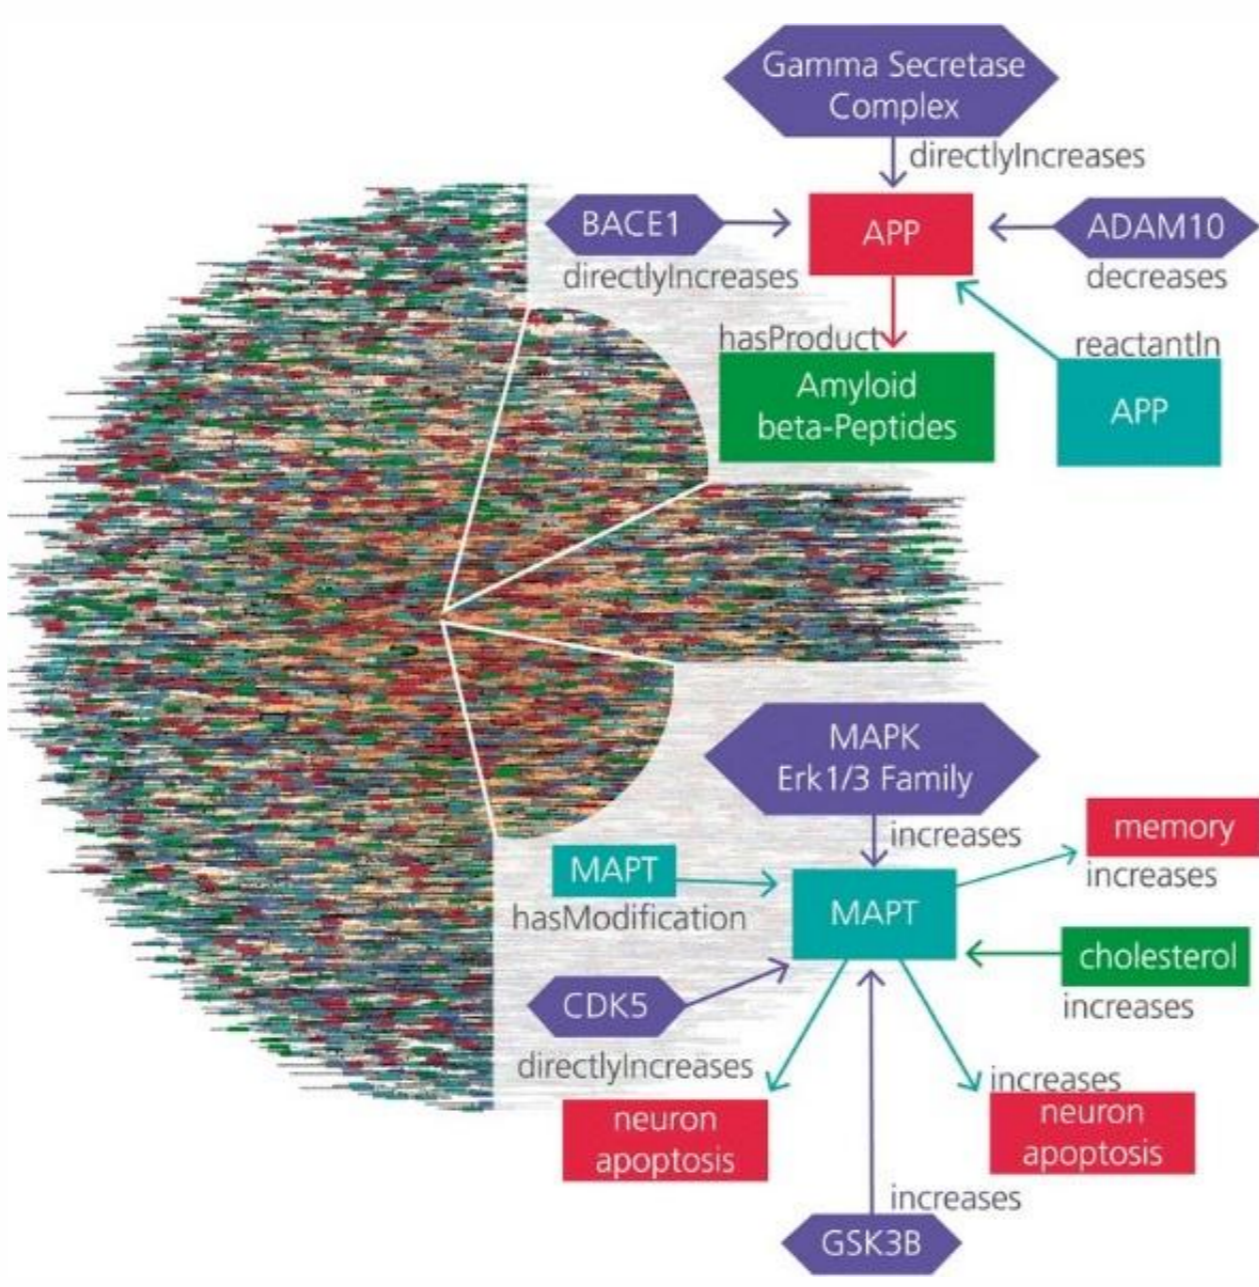 Gamma Secretase
Complex
directlyIncreases
BACE1
APP
ADAM10
directlyIncreases
decreases
hasProduct
reactantIn
Amyloid
beta-Peptides
APP
MAPK
Erk1/3 Family
increases
memory
increases
MAPT
hasModification
MAPT
cholesterol
increases
CDK5
directlyIncreases
increases
neuron
apoptosis
neuron
apoptosis
increases
GSK3B